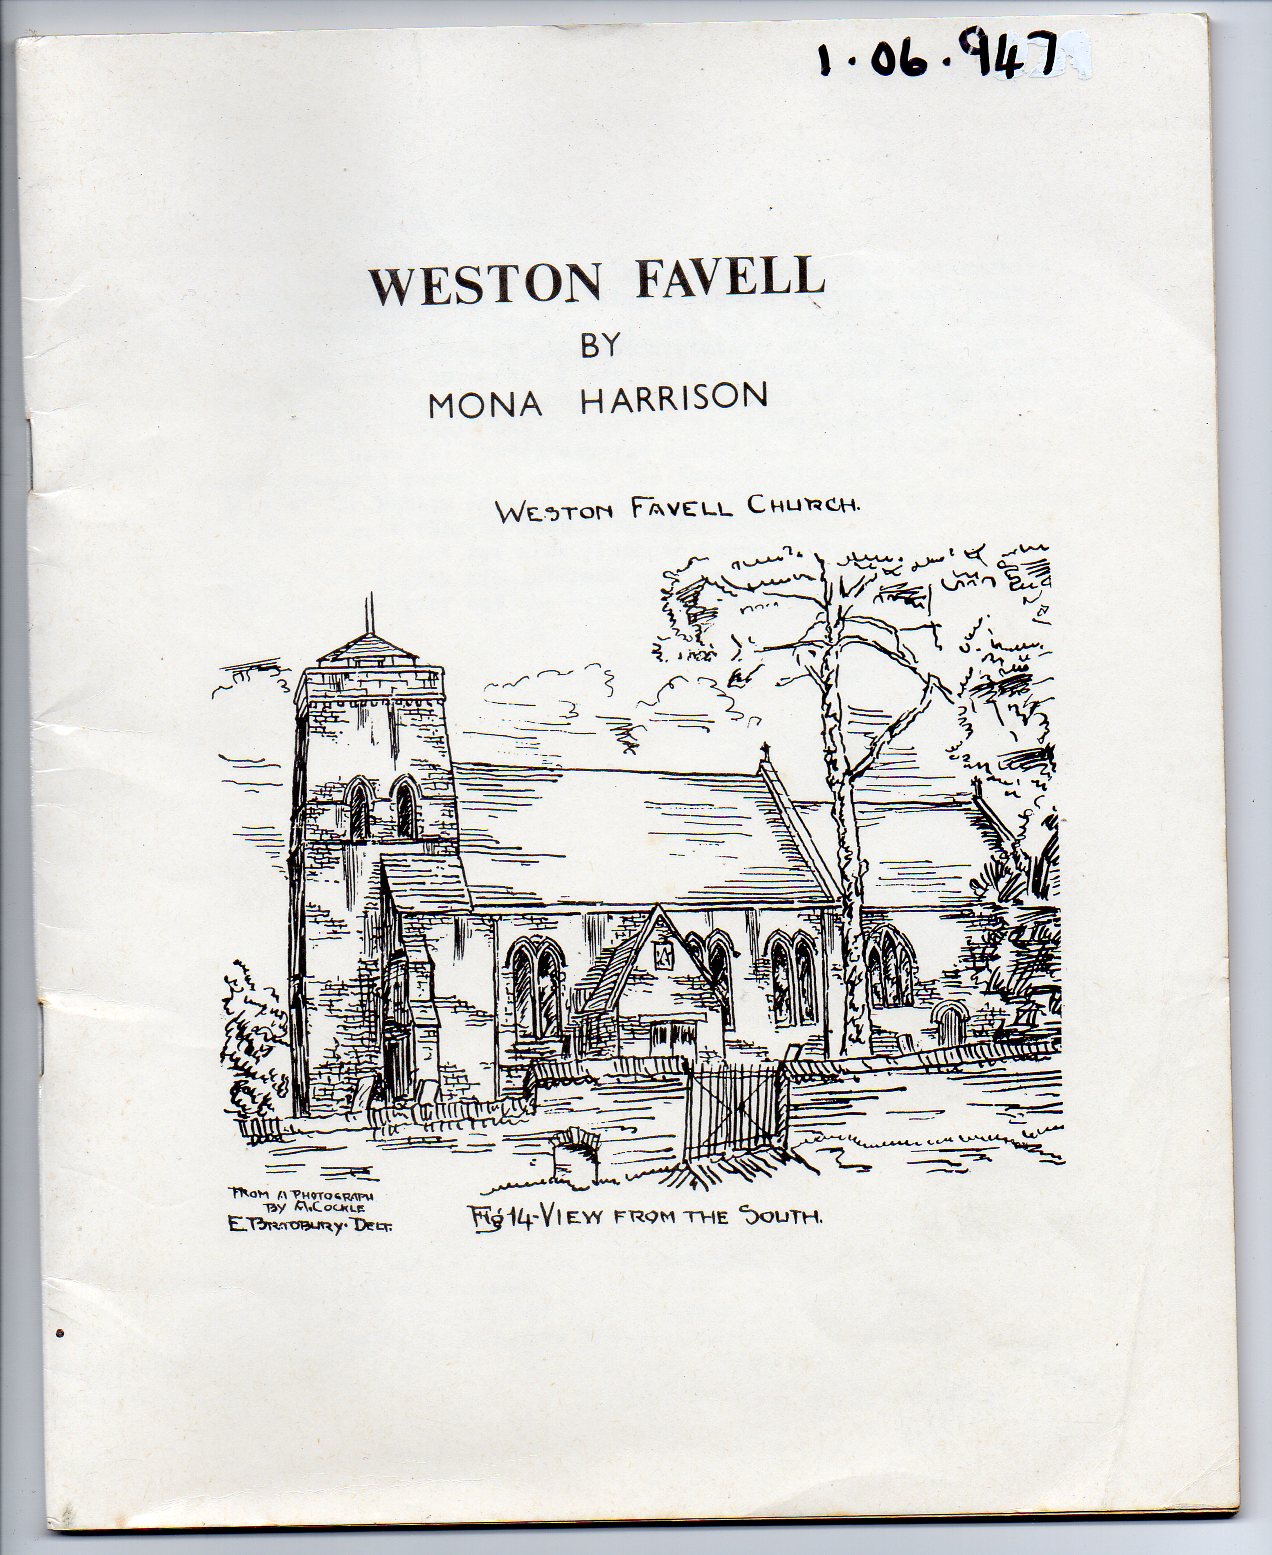 1.06.947
WESTON FAVELL
BY
MONA HARRISON
WESTON FAVELL CHURCH.
FROM A PHOTOGRAPH
BY A. COCKLE
E. BRADBURY. DELT.
Fig 14-VIEW FROM THE SOUTH.